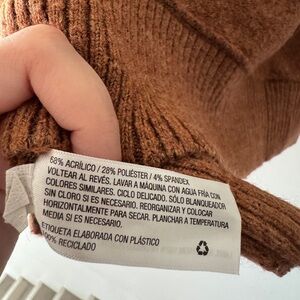 68% ACRÍLICO / 28% POLIÉSTER / 4% SPANDEX
VOLTEAR AL REVÉS. LAVAR A MÁQUINA CON AGUA FRÍA CON
COLORES SIMILARES. CICLO DELICADO. SÓLO BLANQUEADOR
SIN CLORO SI ES NECESARIO. REORGANIZAR Y COLOCAR
HORIZONTALMENTE PARA SECAR. PLANCHAR A TEMPERATURA
MEDIA SI ES NECESARIO.
ETIQUETA ELABORADA CON PLÁSTICO
100% RECICLADO